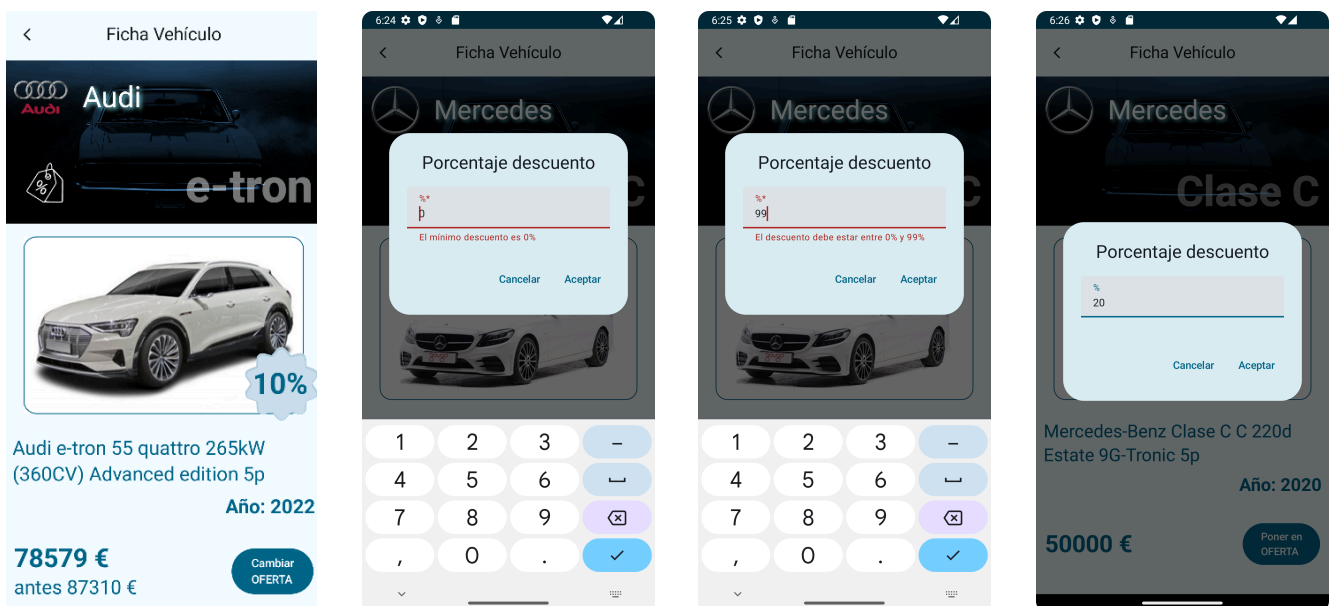 Ficha Vehículo
Audi
Audi
%
e-tron
10%
Audi e-tron 55 quattro 265kW
(360CV) Advanced edition 5p
Año: 2022
78579 €
antes 87310 €
Cambiar
OFERTA
6:24
Ficha Vehículo
Mercedes
C
Porcentaje descuento
%*
0
El mínimo descuento es 0%
Cancelar Aceptar
1 2 3 –
4 5 6
7 8 9
, 0 .
6:25
Ficha Vehículo
Mercedes
C
Porcentaje descuento
%*
99
El descuento debe estar entre 0% y 99%
Cancelar Aceptar
1 2 3 –
4 5 6
7 8 9
, 0 .
6:26
Ficha Vehículo
Mercedes
Clase C
Porcentaje descuento
%
20
Cancelar Aceptar
Mercedes-Benz Clase C C 220d
Estate 9G-Tronic 5p
Año: 2020
50000 €
Poner en
OFERTA